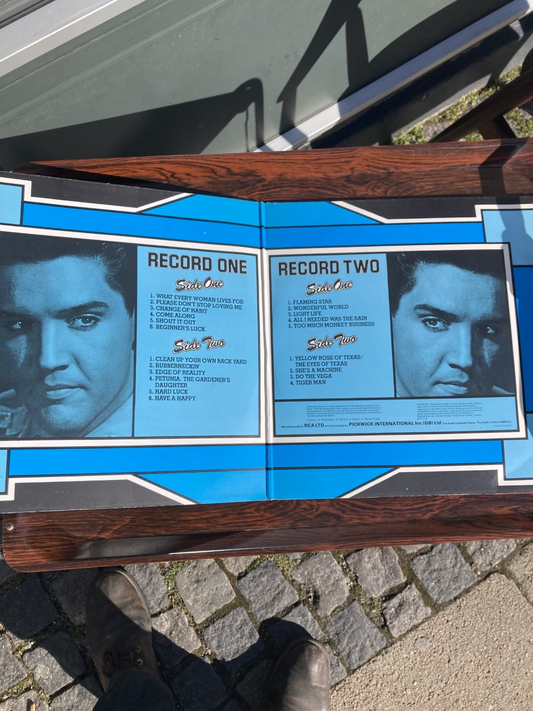 RECORD ONE
Side One
1. WHAT EVERY WOMAN LIVES FOR
2. PLEASE DON'T STOP LOVING ME
3. CHANGE OF HABIT
4. COME ALONG
5. SHOUT IT OUT
6. BEGINNER'S LUCK
Side Two
1. CLEAN UP YOUR OWN BACK YARD
2. RUBBERNECKIN'
3. EDGE OF REALITY
4. PETUNIA, THE GARDENER'S
DAUGHTER
5. HARD LUCK
6. HAVE A HAPPY
RECORD TWO
Side One
1. FLAMING STAR
2. WONDERFUL WORLD
3. LIGHT LIFE
4. ALL I NEEDED WAS THE RAIN
5. TOO MUCH MONKEY BUSINESS
Side Two
1. YELLOW ROSE OF TEXAS/
THE EYES OF TEXAS
2. SHE'S A MACHINE
3. DO THE VEGA
4. TIGER MAN
RCA LTD
PICKWICK INTERNATIONAL Inc. (GB) Ltd